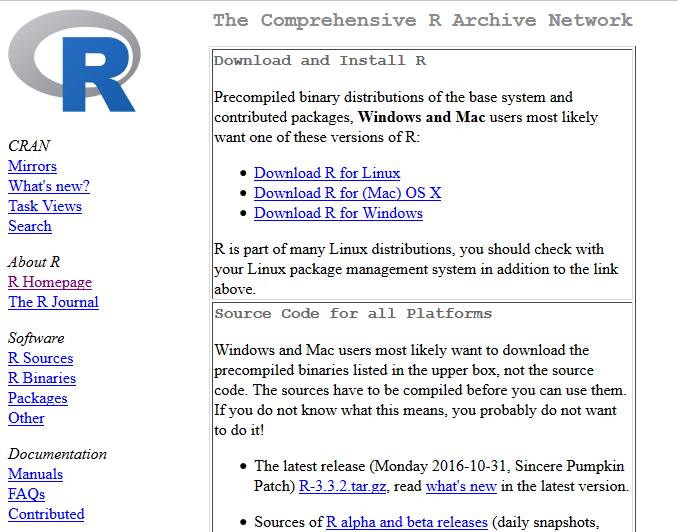 R
CRAN
Mirrors
What's new?
Task Views
Search
About R
R Homepage
The R Journal
Software
R Sources
R Binaries
Packages
Other
Documentation
Manuals
FAQs
Contributed
The Comprehensive R Archive Network
Download and Install R
Precompiled binary distributions of the base system and
contributed packages, Windows and Mac users most likely
want one of these versions of R:
• Download R for Linux
• Download R for (Mac) OS X
• Download R for Windows
R is part of many Linux distributions, you should check with
your Linux package management system in addition to the link
above.
Source Code for all Platforms
Windows and Mac users most likely want to download the
precompiled binaries listed in the upper box, not the source
code. The sources have to be compiled before you can use them.
If you do not know what this means, you probably do not want
to do it!
• The latest release (Monday 2016-10-31, Sincere Pumpkin
Patch) R-3.3.2.tar.gz, read what's new in the latest version.
• Sources of R alpha and beta releases (daily snapshots,